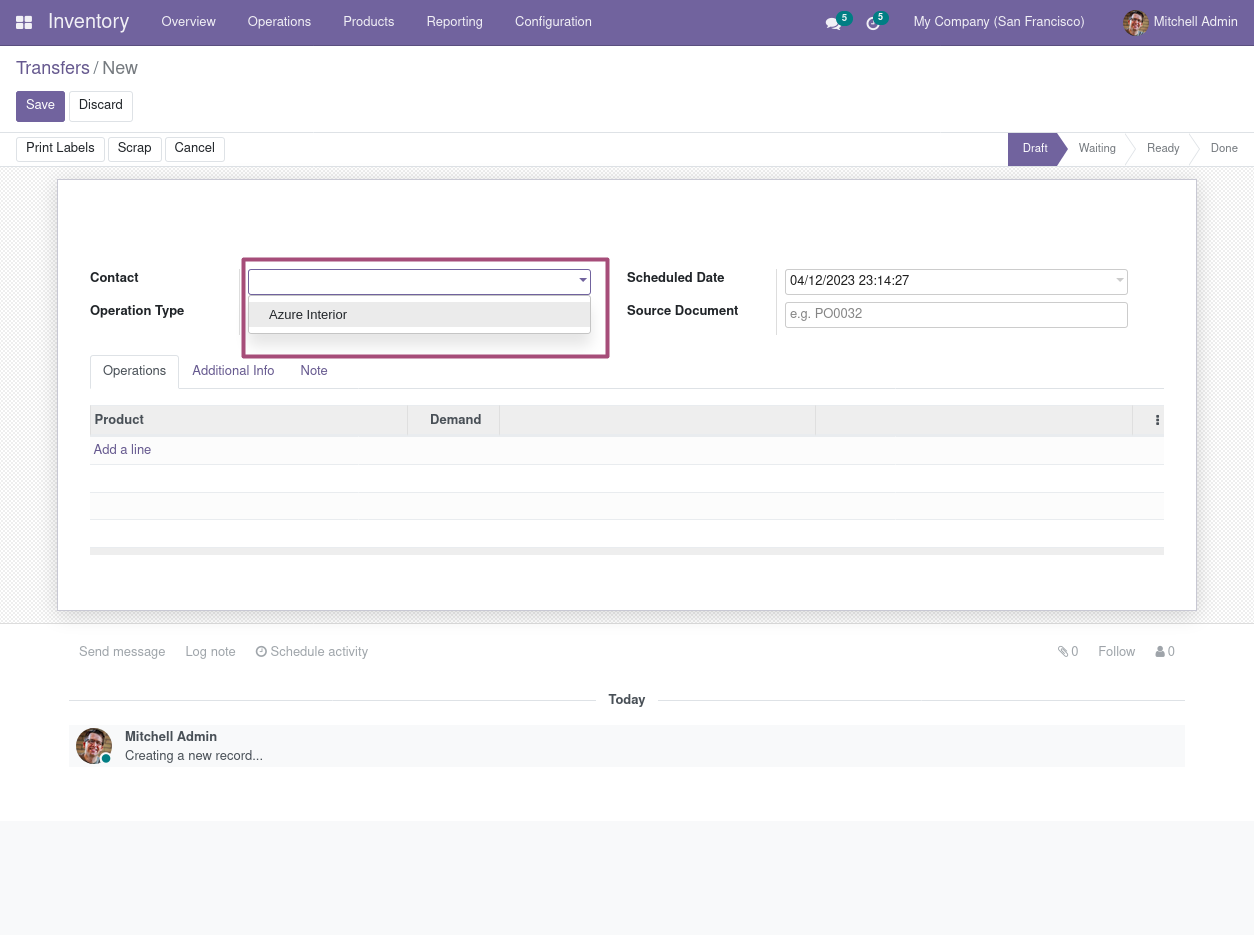 Inventory Overview Operations Products Reporting Configuration 5 5 My Company (San Francisco) Mitchell Admin
Transfers / New
Save Discard
Print Labels Scrap Cancel Draft Waiting Ready Done
Contact Scheduled Date 04/12/2023 23:14:27
Operation Type Azure Interior Source Document e.g. PO0032
Operations Additional Info Note
Product Demand
Add a line
Send message Log note Schedule activity 0 Follow 0
Today
Mitchell Admin
Creating a new record...